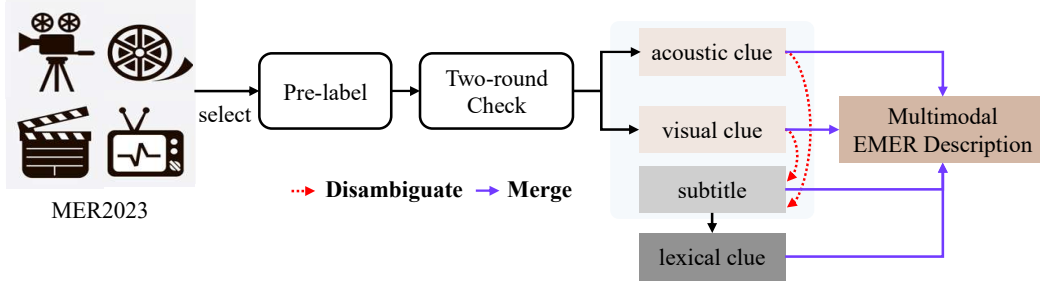 MER2023
select
Pre-label
Two-round
Check
acoustic clue
visual clue
subtitle
lexical clue
Disambiguate
Merge
Multimodal
EMER Description